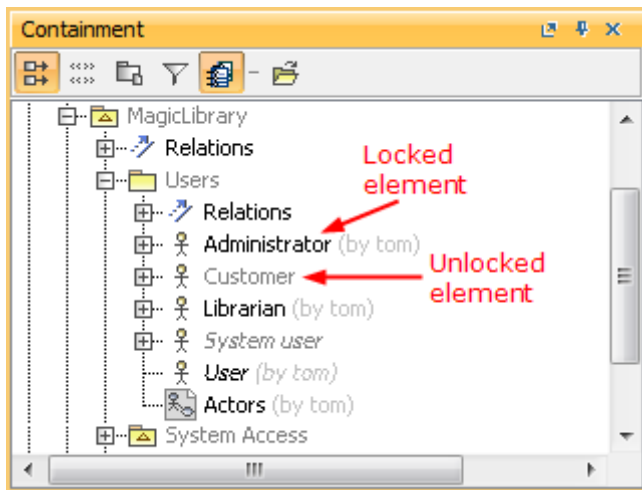 Containment
MagicLibrary
Relations
Locked
element
Users
Relations
Administrator (by tom)
Customer
Unlocked
element
Librarian (by tom)
System user
User (by tom)
Actors (by tom)
System Access